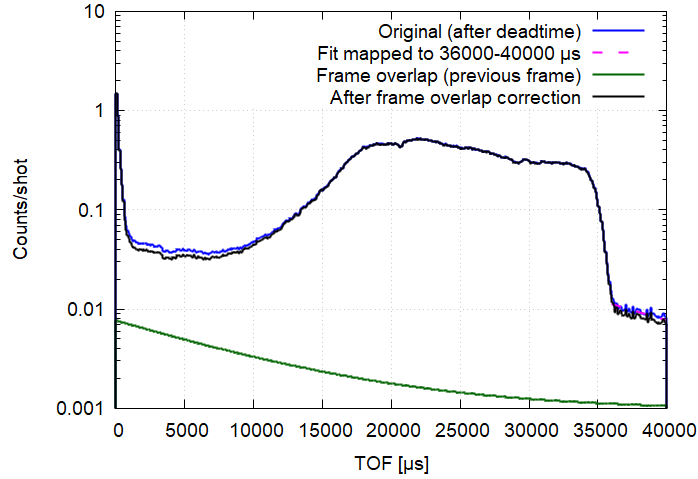 10
1
0.1
0.01
0.001
Counts/shot
Original (after deadtime)
Fit mapped to 36000-40000 µs
Frame overlap (previous frame)
After frame overlap correction
0 5000 10000 15000 20000 25000 30000 35000 40000
TOF [µs]